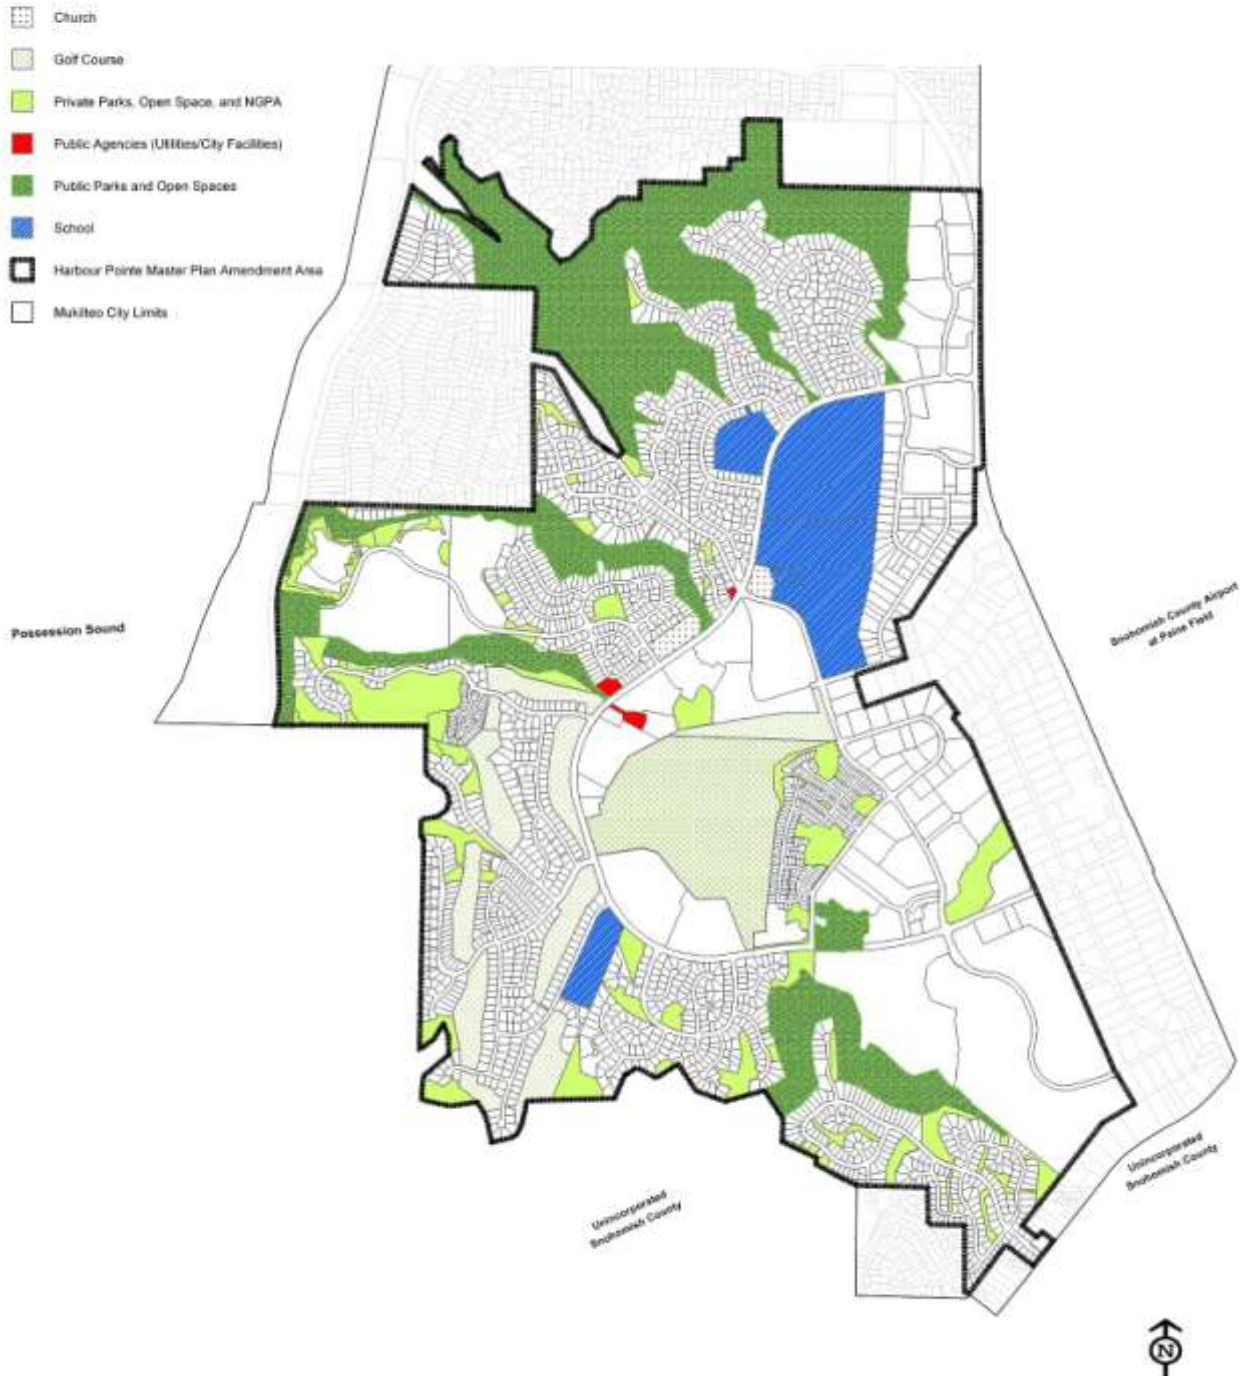 Church
Golf Course
Private Parks, Open Space, and NGPA
Public Agencies (Utilities/City Facilities)
Public Parks and Open Spaces
School
Harbour Pointe Master Plan Amendment Area
Mukilteo City Limits
Possession Sound
Snohomish County Airport
at Paine Field
Unincorporated
Snohomish County
Unincorporated
Snohomish County
N